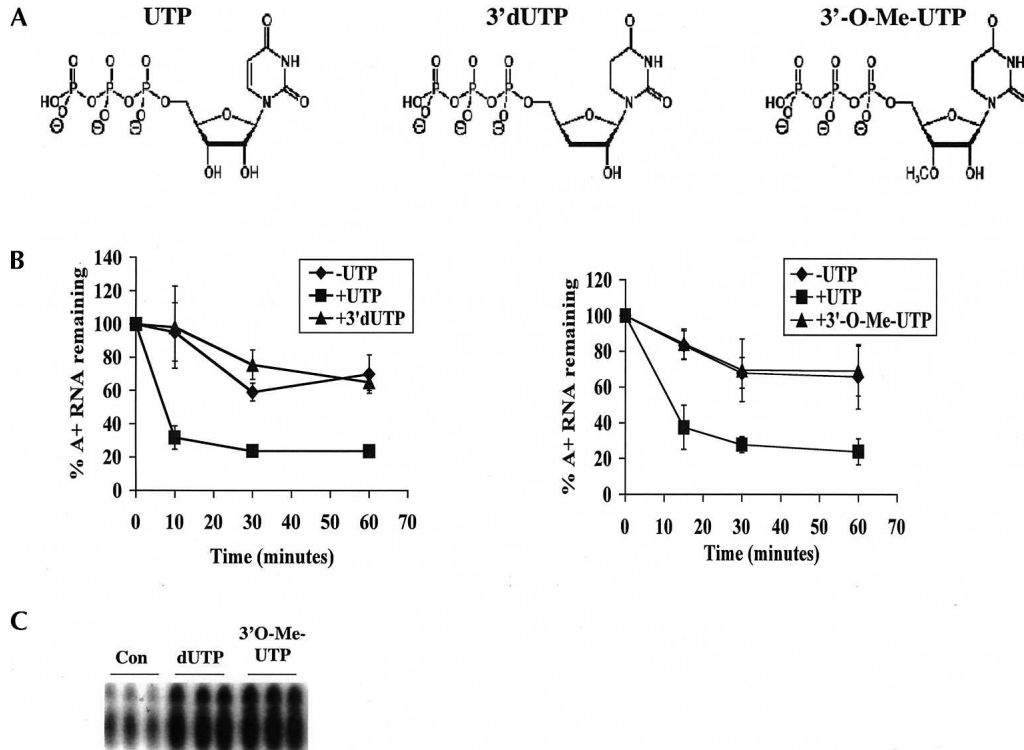 A
UTP
3'dUTP
3'-O-Me-UTP
O
NH
N
O
O O O
HO P O P O P O
O O O
O
OH OH
O
NH
N
O
O O O
HO P O P O P O
O O O
O
OH
O
NH
N
O
O O O
HO P O P O P O
O O O
O
H3CO OH
B
% A+ RNA remaining
140
120
100
80
60
40
20
0
0 10 20 30 40 50 60 70
Time (minutes)
-UTP
+UTP
+3'dUTP
% A+ RNA remaining
120
100
80
60
40
20
0
0 10 20 30 40 50 60 70
Time (minutes)
-UTP
+UTP
+3'-O-Me-UTP
C
Con
dUTP
3'O-Me-
UTP